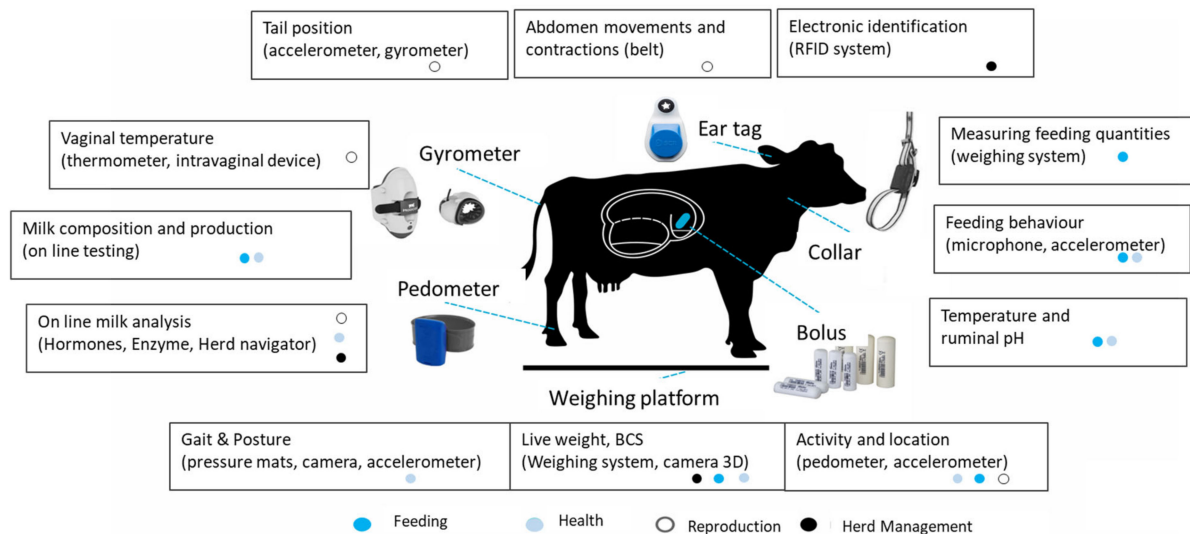 Tail position
(accelerometer, gyrometer)
Abdomen movements and
contractions (belt)
Electronic identification
(RFID system)
Vaginal temperature
(thermometer, intravaginal device)
Gyrometer
Ear tag
Measuring feeding quantities
(weighing system)
Milk composition and production
(on line testing)
Feeding behaviour
(microphone, accelerometer)
Collar
Pedometer
On line milk analysis
(Hormones, Enzyme, Herd navigator)
Temperature and
ruminal pH
Bolus
Weighing platform
Gait & Posture
(pressure mats, camera, accelerometer)
Live weight, BCS
(Weighing system, camera 3D)
Activity and location
(pedometer, accelerometer)
Feeding
Health
Reproduction
Herd Management